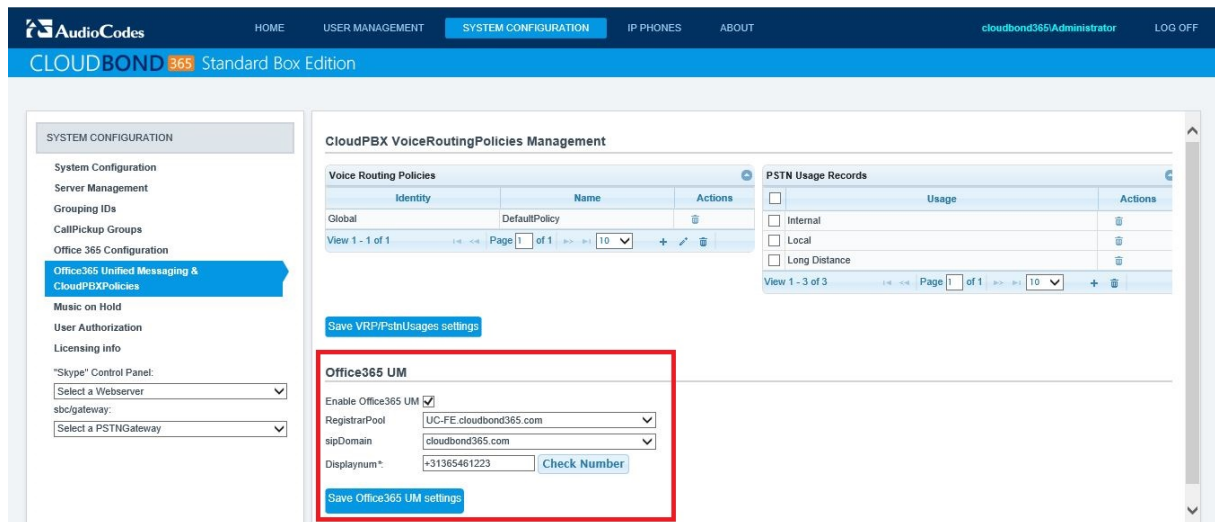 AudioCodes
HOME USER MANAGEMENT SYSTEM CONFIGURATION IP PHONES ABOUT cloudbond365\Administrator LOG OFF
CLOUDBOND 365 Standard Box Edition
SYSTEM CONFIGURATION
System Configuration
Server Management
Grouping IDs
CallPickup Groups
Office 365 Configuration
Office365 Unified Messaging &
CloudPBXPolicies
Music on Hold
User Authorization
Licensing info
"Skype" Control Panel:
Select a Webserver
sbc/gateway:
Select a PSTNGateway
CloudPBX VoiceRoutingPolicies Management
Voice Routing Policies
Identity Name Actions
Global DefaultPolicy
View 1 - 1 of 1 Page 1 of 1 10
PSTN Usage Records
Usage Actions
Internal
Local
Long Distance
View 1 - 3 of 3 Page 1 of 1 10
Save VRP/PstnUsages settings
Office365 UM
Enable Office365 UM
RegistrarPool UC-FE.cloudbond365.com
sipDomain cloudbond365.com
Displaynum*: +31365461223 Check Number
Save Office365 UM settings